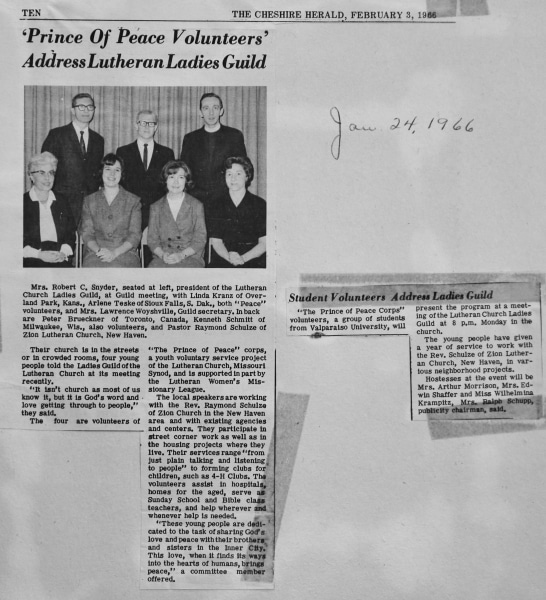 TEN
THE CHESHIRE HERALD, FEBRUARY 3, 1966
'Prince Of Peace Volunteers'
Address Lutheran Ladies Guild
Jan 24, 1966
Mrs. Robert C. Snyder, seated at left, president of the Lutheran
Church Ladies Guild, at Guild meeting, with Linda Kranz of Over-
land Park, Kans., Arlene Teske of Sioux Falls, S. Dak., both "Peace"
volunteers, and Mrs. Lawrence Woyshville, Guild secretary. In back
are Peter Brueckner of Toronto, Canada, Kenneth Schmitt of
Milwaukee, Wis., also volunteers, and Pastor Raymond Schulze of
Zion Lutheran Church, New Haven.
Their church is in the streets
or in crowded rooms, four young
people told the Ladies Guild of the
Lutheran Church at its meeting
recently.
"It isn't church as most of us
know it, but it is God's word and
love getting through to people,"
they said.
The four are volunteers of
"The Prince of Peace" corps,
a youth voluntary service project
of the Lutheran Church, Missouri
Synod, and is supported in part by
the Lutheran Women's Mis-
sionary League.
The local speakers are working
with the Rev. Raymond Schulze
of Zion Church in the New Haven
area and with existing agencies
and centers. They participate in
street corner work as well as in
the housing projects where they
live. Their services range "from
just plain talking and listening
to people" to forming clubs for
children, such as 4-H Clubs. The
volunteers assist in hospitals,
homes for the aged, serve as
Sunday School and Bible class
teachers, and help wherever and
whenever help is needed.
"These young people are dedi-
cated to the task of sharing God's
love and peace with their brothers
and sisters in the Inner City.
This love, when it finds its ways
into the hearts of humans, brings
peace," a committee member
offered.
Student Volunteers Address Ladies Guild
"The Prince of Peace Corps"
volunteers, a group of students
from Valparaiso University, will
present the program at a meet-
ing of the Lutheran Church Ladies
Guild at 8 p.m. Monday in the
church.
The young people have given
a year of service to work with
the Rev. Schulze of Zion Luther-
an Church, New Haven, in var-
ious neighborhood projects.
Hostesses at the event will be
Mrs. Arthur Morrison, Mrs. Ed-
win Shaffer and Miss Wilhelmina
Krampitz, Mrs. Ralph Schupp,
publicity chairman, said.